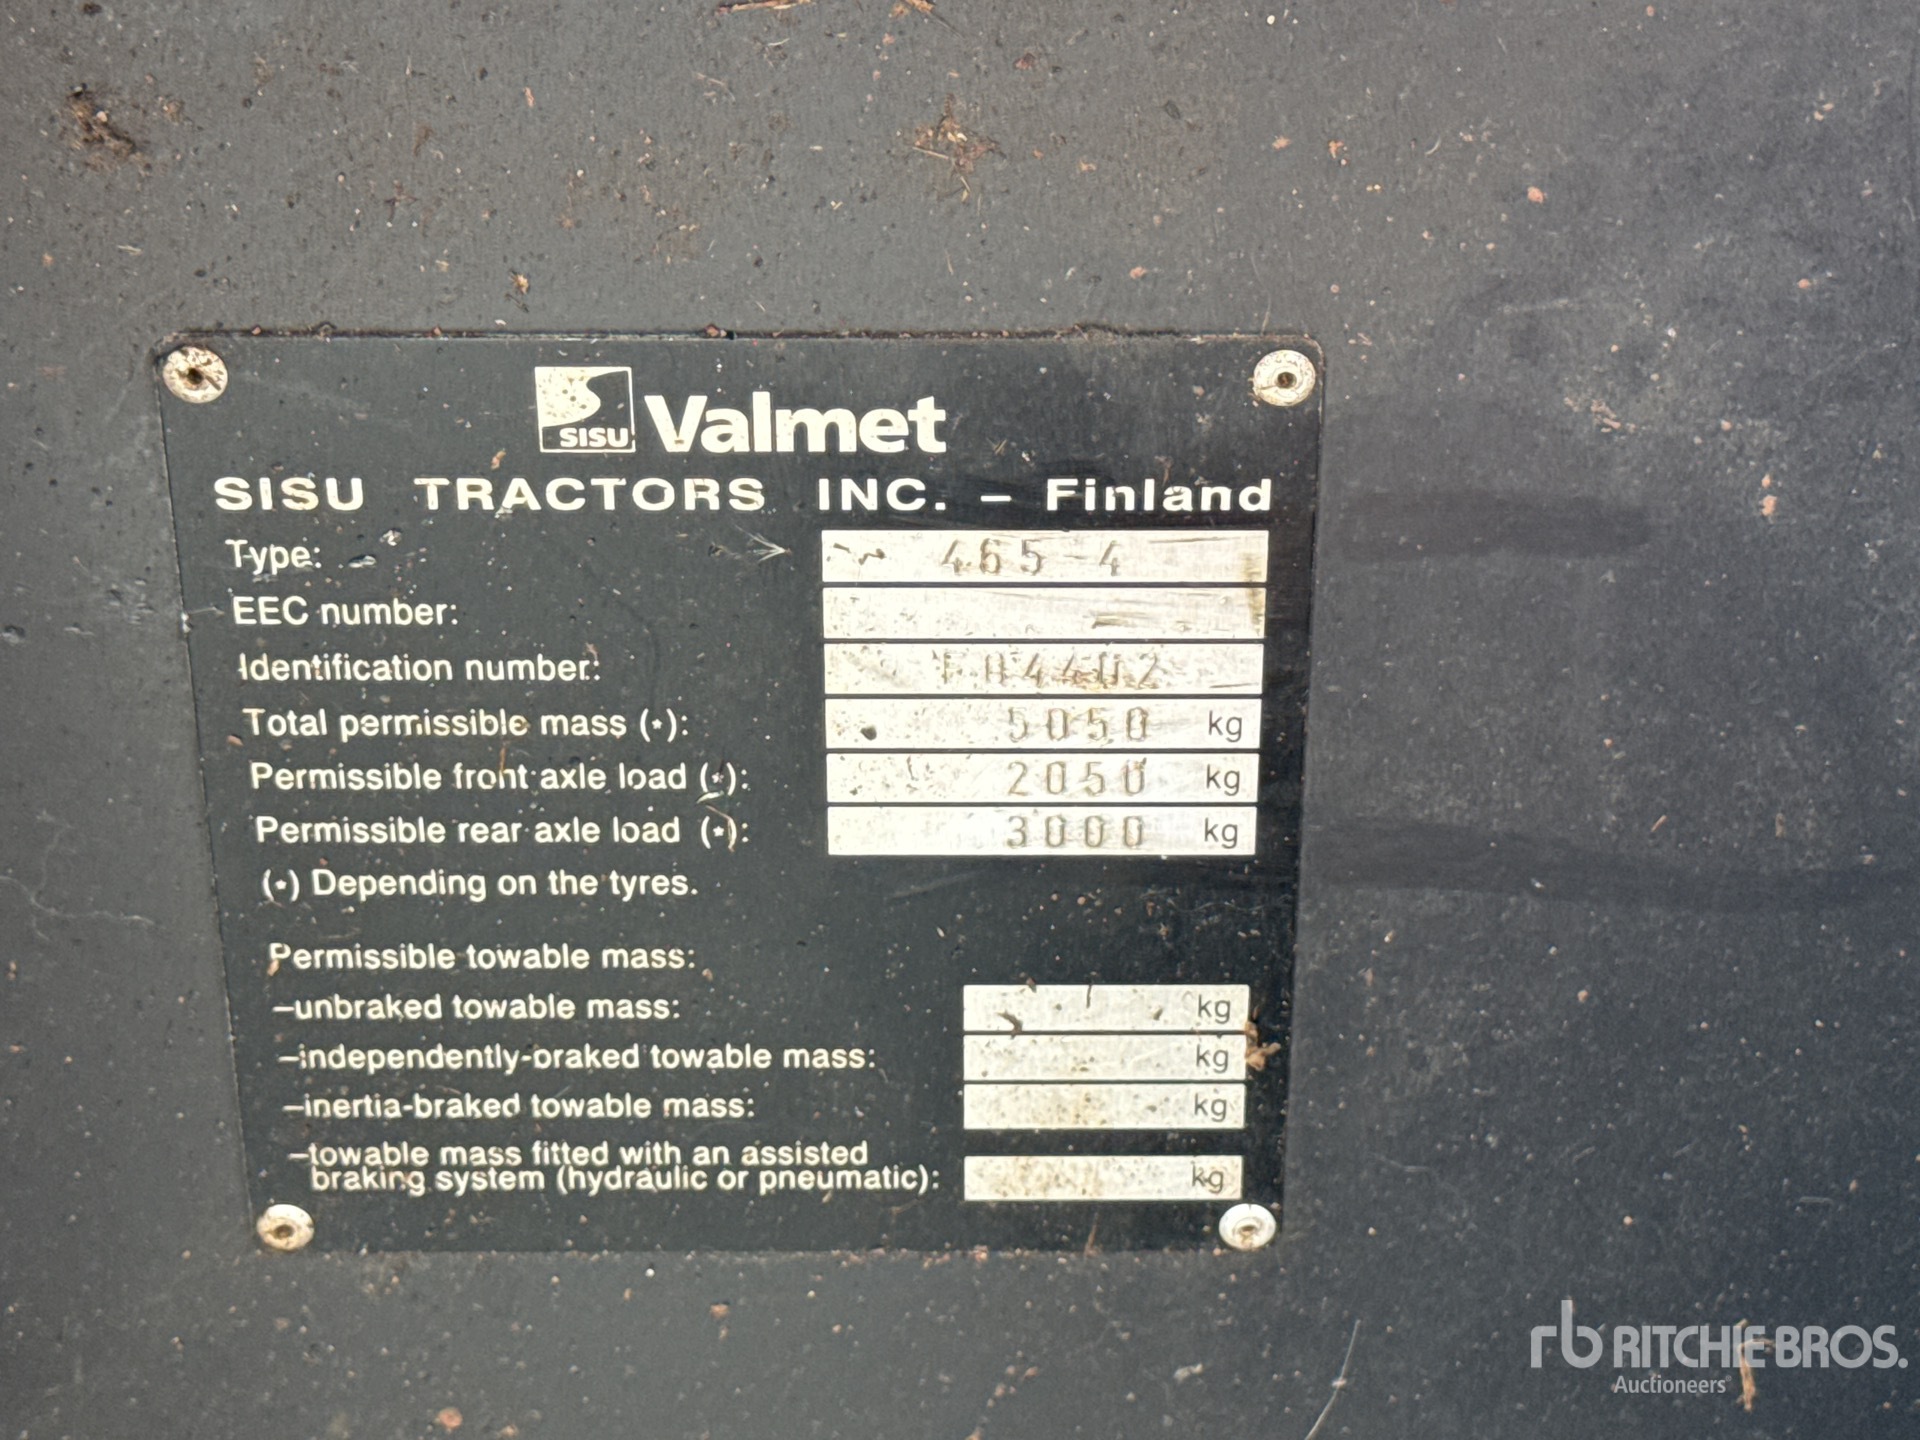 SISU Valmet
SISU TRACTORS INC. – Finland
Type: 465-4
EEC number:
Identification number:
Total permissible mass (*): 5050 kg
Permissible front axle load (*): 2050 kg
Permissible rear axle load (*): 3000 kg
(*) Depending on the tyres.
Permissible towable mass:
–unbraked towable mass: kg
–independently-braked towable mass: kg
–inertia-braked towable mass: kg
–towable mass fitted with an assisted
braking system (hydraulic or pneumatic): kg
rb RITCHIE BROS.
Auctioneers